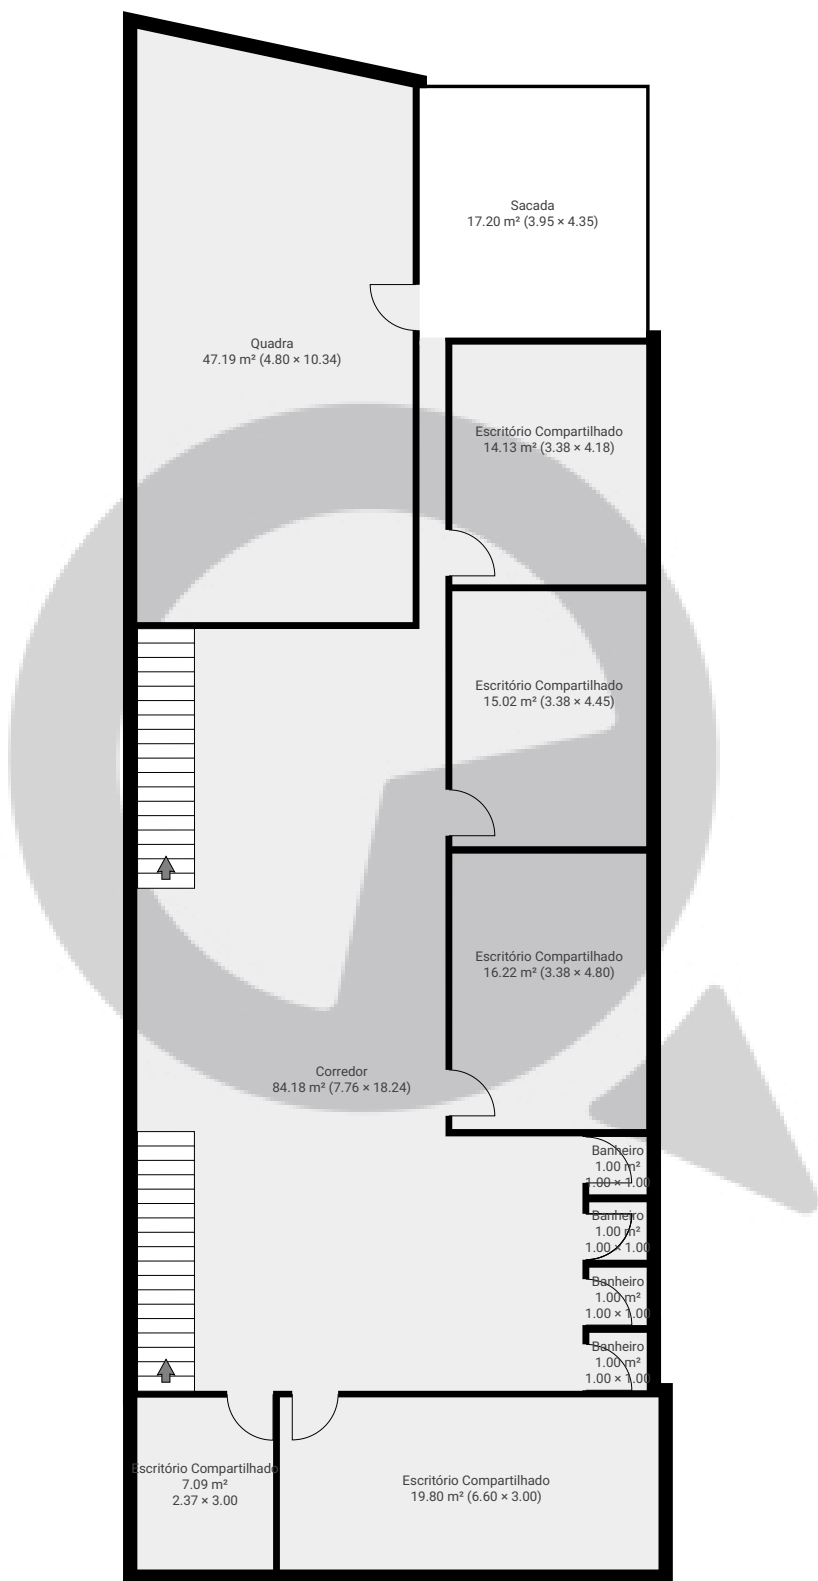 Sacada
17.20 m² (3.95 × 4.35)
Quadra
47.19 m² (4.80 × 10.34)
Escritório Compartilhado
14.13 m² (3.38 × 4.18)
Escritório Compartilhado
15.02 m² (3.38 × 4.45)
Escritório Compartilhado
16.22 m² (3.38 × 4.80)
Corredor
84.18 m² (7.76 × 18.24)
Banheiro
1.00 m²
1.00 × 1.00
Banheiro
1.00 m²
1.00 × 1.00
Banheiro
1.00 m²
1.00 × 1.00
Banheiro
1.00 m²
1.00 × 1.00
Escritório Compartilhado
7.09 m²
2.37 × 3.00
Escritório Compartilhado
19.80 m² (6.60 × 3.00)